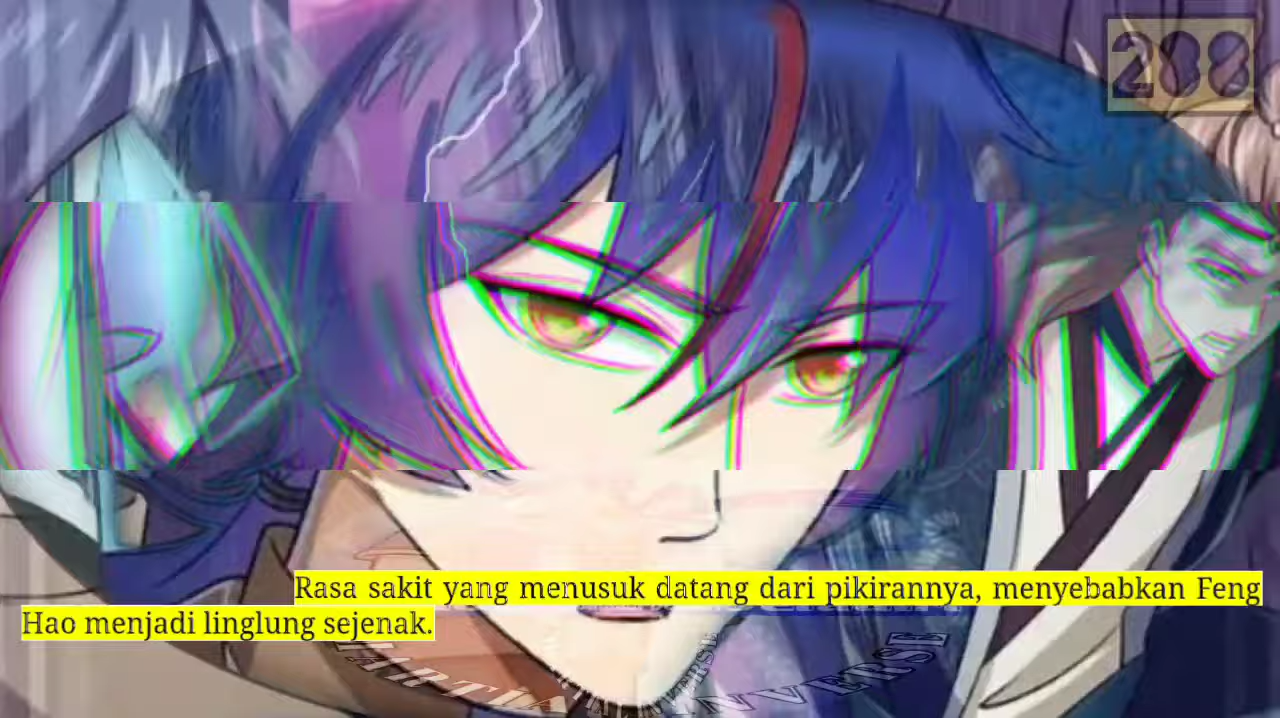 288
Rasa sakit yang menusuk datang dari pikirannya, menyebabkan Feng
Hao menjadi linglung sejenak.